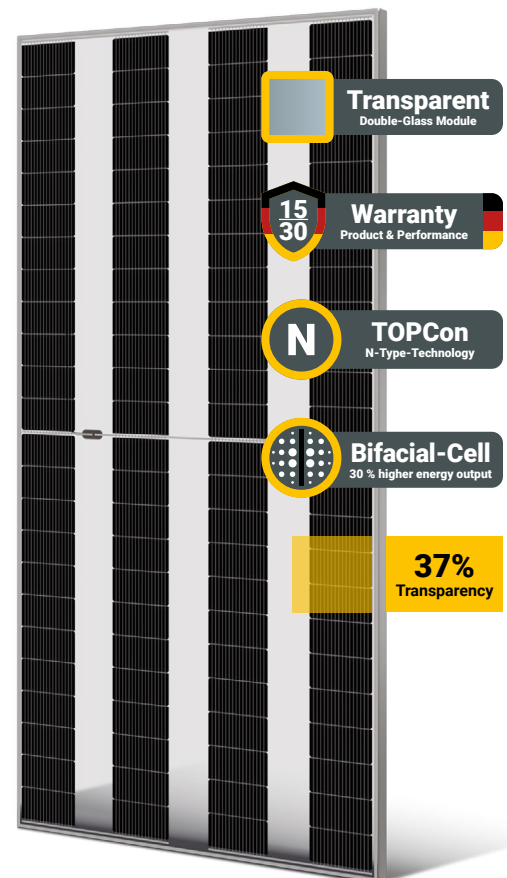 Transparent
Double-Glass Module
15
30
Warranty
Product & Performance
N
TOPCon
N-Type-Technology
Bifacial-Cell
30 % higher energy output
37%
Transparency